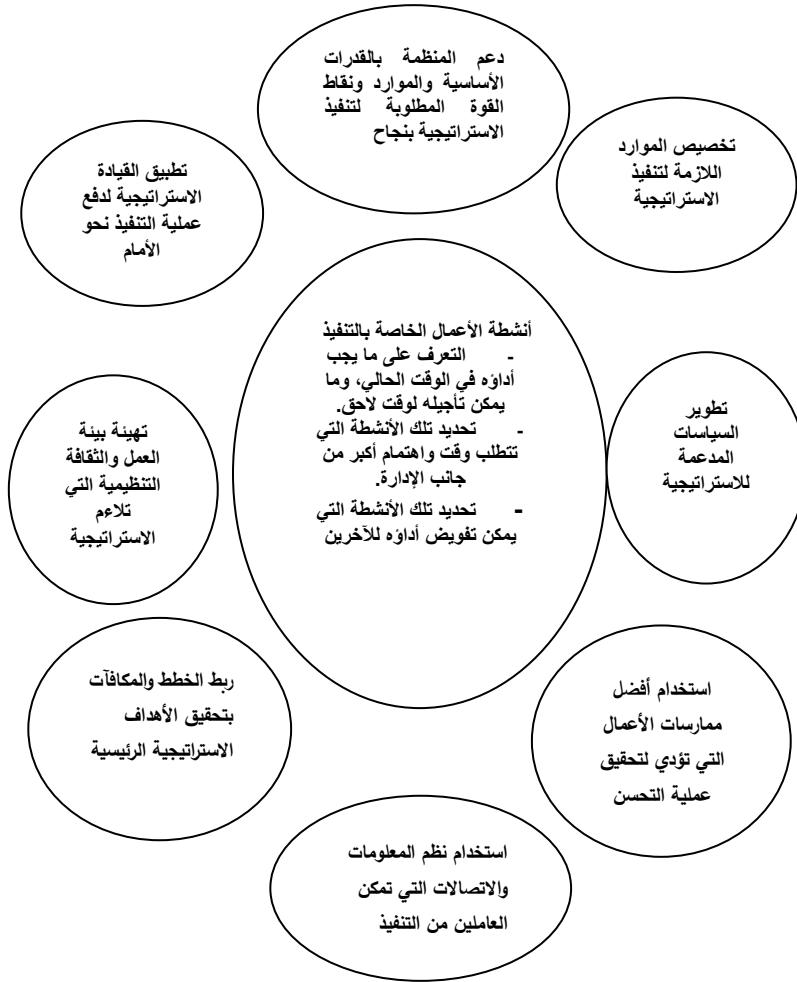 دعم المنظمة بالقدرات
الأساسية والموارد ونقاط
القوة المطلوبة لتنفيذ
الاستراتيجية بنجاح
تخصيص الموارد
اللازمة لتنفيذ
الاستراتيجية
تطبيق القيادة
الاستراتيجية لدفع
عملية التنفيذ نحو
الأمام
أنشطة الأعمال الخاصة بالتنفيذ
- التعرف على ما يجب
أداؤه في الوقت الحالي، وما
يمكن تأجيله لوقت لاحق.
- تحديد تلك الأنشطة التي
تتطلب وقت واهتمام أكبر من
جانب الإدارة.
- تحديد تلك الأنشطة التي
يمكن تفويض أداؤه للآخرين
تطوير
السياسات
المدعمة
للاستراتيجية
تهيئة بيئة
العمل والثقافة
التنظيمية التي
تلاءم
الاستراتيجية
استخدام أفضل
ممارسات الأعمال
التي تؤدي لتحقيق
عملية التحسن
ربط الخطط والمكافآت
بتحقيق الأهداف
الاستراتيجية الرئيسية
استخدام نظم المعلومات
والاتصالات التي تمكن
العاملين من التنفيذ